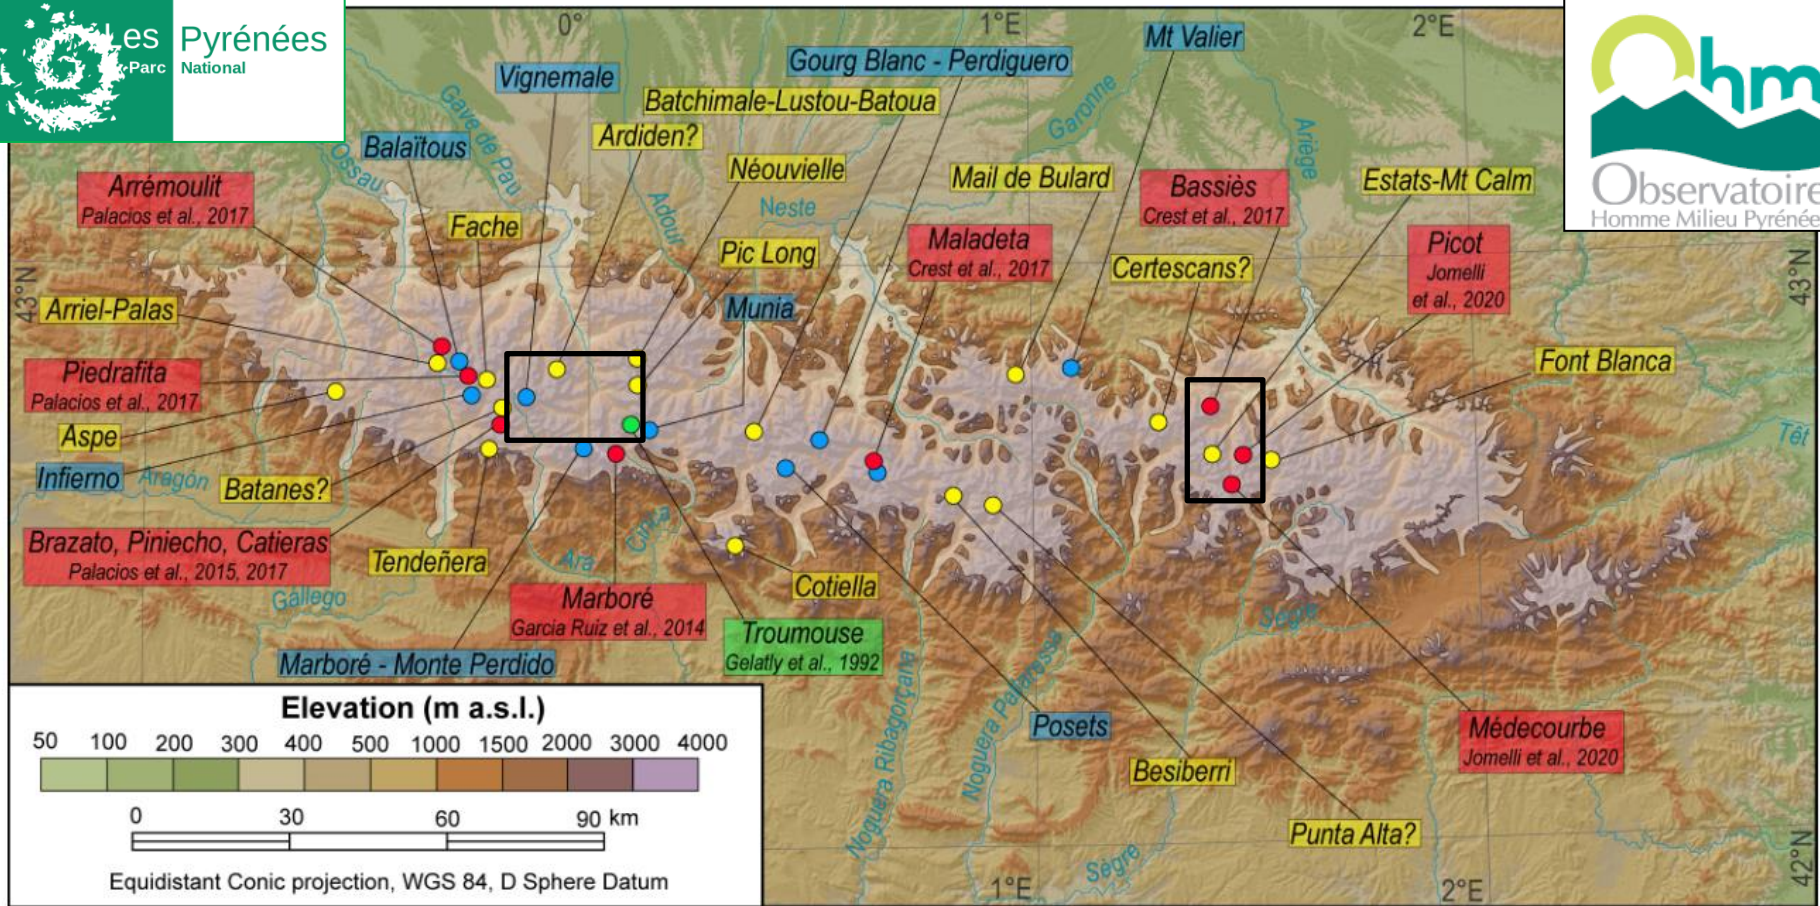 es Pyrénées
Parc National
0°
1°E
2°E
Mt Valier
Gourg Blanc - Perdiguero
Vignemale
Batchimale-Lustou-Batoua
Ardiden?
Balaïtous
Néouvielle
Mail de Bulard
Bassiès
Crest et al., 2017
Estats-Mt Calm
Observatoire
Homme Milieu Pyréné
Ohm
Arrémoulit
Palacios et al., 2017
Ossau
Gave de Pau
Adour
Neste
Garonne
Ariège
Fache
Pic Long
Maladeta
Crest et al., 2017
Certescans?
Picot
Jomelli
et al., 2020
43°N
43°N
Arriel-Palas
Munia
Piedrafita
Palacios et al., 2017
Font Blanca
Aspe
Infierno
Aragón
Batanes?
Têt
Brazato, Piniecho, Catieras
Palacios et al., 2015, 2017
Tendeñera
Ara
Cinca
Cotiella
Gállego
Marboré
Garcia Ruiz et al., 2014
Troumouse
Gelatly et al., 1992
Sègre
Marboré - Monte Perdido
Noguera Ribagorçana
Noguera Pallaressa
Posets
Médecourbe
Jomelli et al., 2020
Besiberri
Punta Alta?
Sègre
1°E
2°E
42°N
Elevation (m a.s.l.)
50 100 200 300 400 500 1000 1500 2000 3000 4000
0 30 60 90 km
Equidistant Conic projection, WGS 84, D Sphere Datum